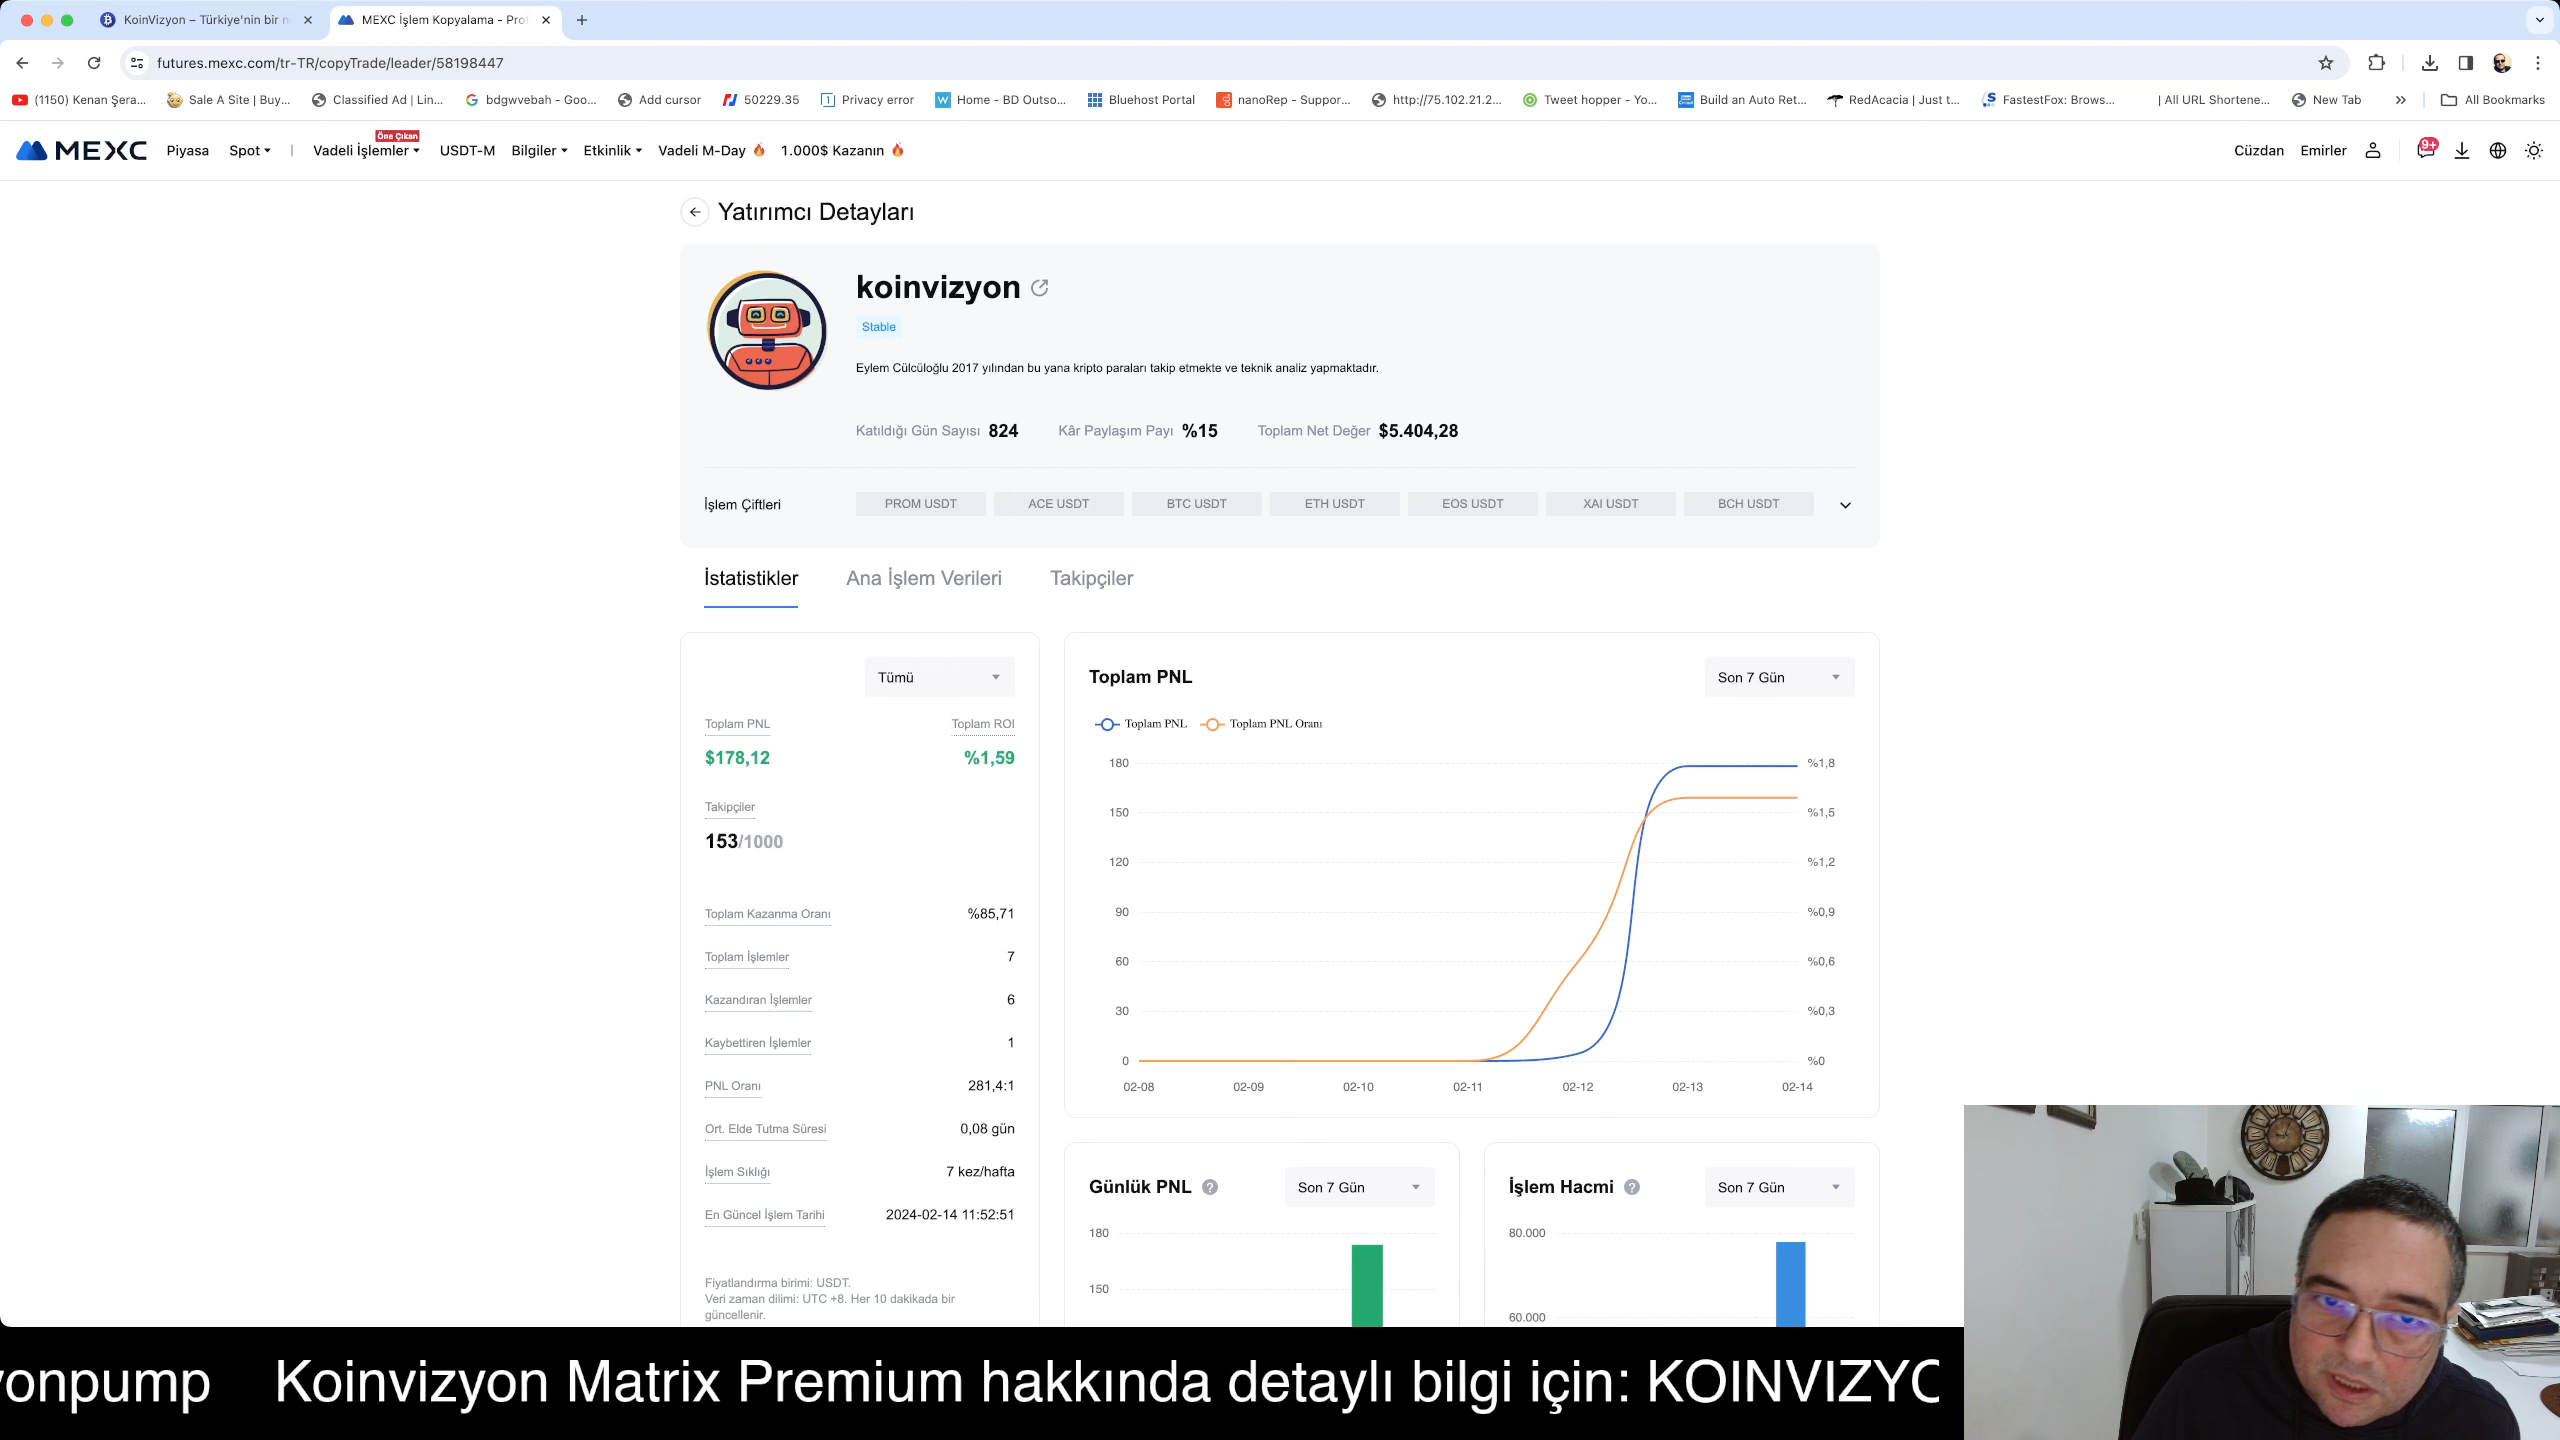 KoinVizyon – Türkiye'nin bir n
MEXC İşlem Kopyalama - Prof
futures.mexc.com/tr-TR/copyTrade/leader/58198447
(1150) Kenan Şera...
Sale A Site | Buy...
Classified Ad | Lin...
bdgwvebah - Goo...
Add cursor
50229.35
Privacy error
Home - BD Outso...
Bluehost Portal
nanoRep - Suppor...
http://75.102.21.2...
Tweet hopper - Yo...
Build an Auto Ret...
RedAcacia | Just t...
FastestFox: Brows...
| All URL Shortene...
New Tab
All Bookmarks
MEXC
Piyasa
Spot
|
Öne Çıkan
Vadeli İşlemler
USDT-M
Bilgiler
Etkinlik
Vadeli M-Day
1.000$ Kazanın
Cüzdan
Emirler
9+
Yatırımcı Detayları
koinvizyon
Stable
Eylem Cülcüloğlu 2017 yılından bu yana kripto paraları takip etmekte ve teknik analiz yapmaktadır.
Katıldığı Gün Sayısı 824
Kâr Paylaşım Payı %15
Toplam Net Değer $5.404,28
İşlem Çiftleri
PROM USDT
ACE USDT
BTC USDT
ETH USDT
EOS USDT
XAI USDT
BCH USDT
İstatistikler
Ana İşlem Verileri
Takipçiler
Tümü
Toplam PNL
Toplam ROI
$178,12
%1,59
Takipçiler
153/1000
Toplam Kazanma Oranı %85,71
Toplam İşlemler 7
Kazandıran İşlemler 6
Kaybettiren İşlemler 1
PNL Oranı 281,4:1
Ort. Elde Tutma Süresi 0,08 gün
İşlem Sıklığı 7 kez/hafta
En Güncel İşlem Tarihi 2024-02-14 11:52:51
Fiyatlandırma birimi: USDT.
Veri zaman dilimi: UTC +8. Her 10 dakikada bir
güncellenir.
Toplam PNL
Son 7 Gün
Toplam PNL
Toplam PNL Oranı
180 %1,8
150 %1,5
120 %1,2
90 %0,9
60 %0,6
30 %0,3
0 %0
02-08 02-09 02-10 02-11 02-12 02-13 02-14
Günlük PNL
?
Son 7 Gün
180
150
İşlem Hacmi
?
Son 7 Gün
80.000
60.000
yonpump Koinvizyon Matrix Premium hakkında detaylı bilgi için: KOINVIZYO